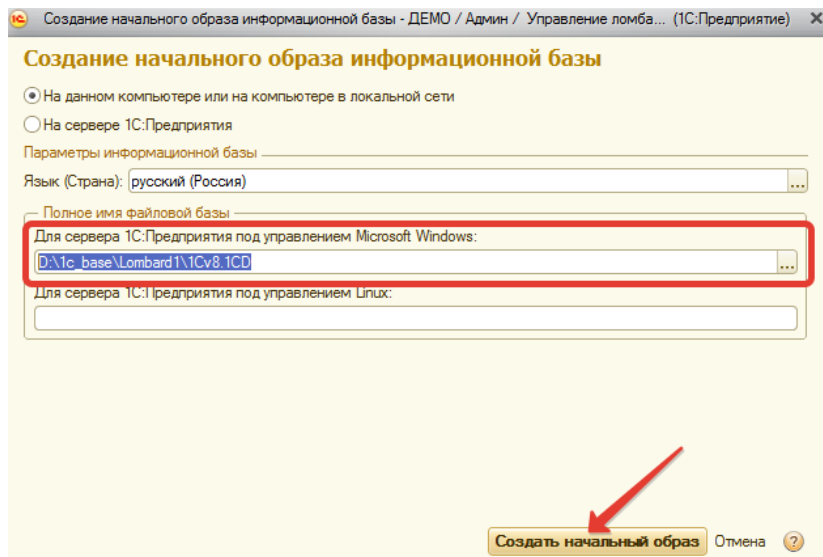 Создание начального образа информационной базы - ДЕМО / Админ / Управление ломба... (1С:Предприятие)
Создание начального образа информационной базы
На данном компьютере или на компьютере в локальной сети
На сервере 1С:Предприятия
Параметры информационной базы
Язык (Страна): русский (Россия) ...
Полное имя файловой базы
Для сервера 1С:Предприятия под управлением Microsoft Windows:
D:\1c_base\Lombard1\1Cv8.1CD ...
Для сервера 1С:Предприятия под управлением Linux:
Создать начальный образ Отмена ?